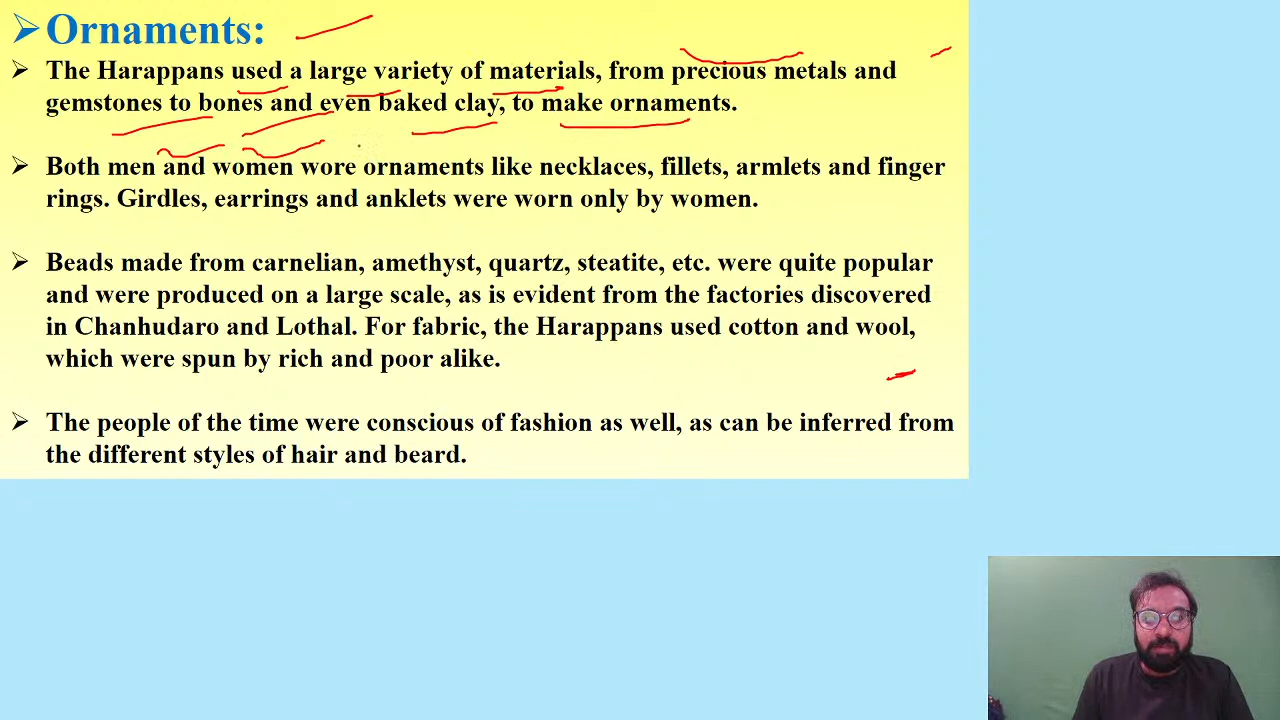 ➢Ornaments:
➢ The Harappans used a large variety of materials, from precious metals and
gemstones to bones and even baked clay, to make ornaments.
➢ Both men and women wore ornaments like necklaces, fillets, armlets and finger
rings. Girdles, earrings and anklets were worn only by women.
➢ Beads made from carnelian, amethyst, quartz, steatite, etc. were quite popular
and were produced on a large scale, as is evident from the factories discovered
in Chanhudaro and Lothal. For fabric, the Harappans used cotton and wool,
which were spun by rich and poor alike.
➢ The people of the time were conscious of fashion as well, as can be inferred from
the different styles of hair and beard.